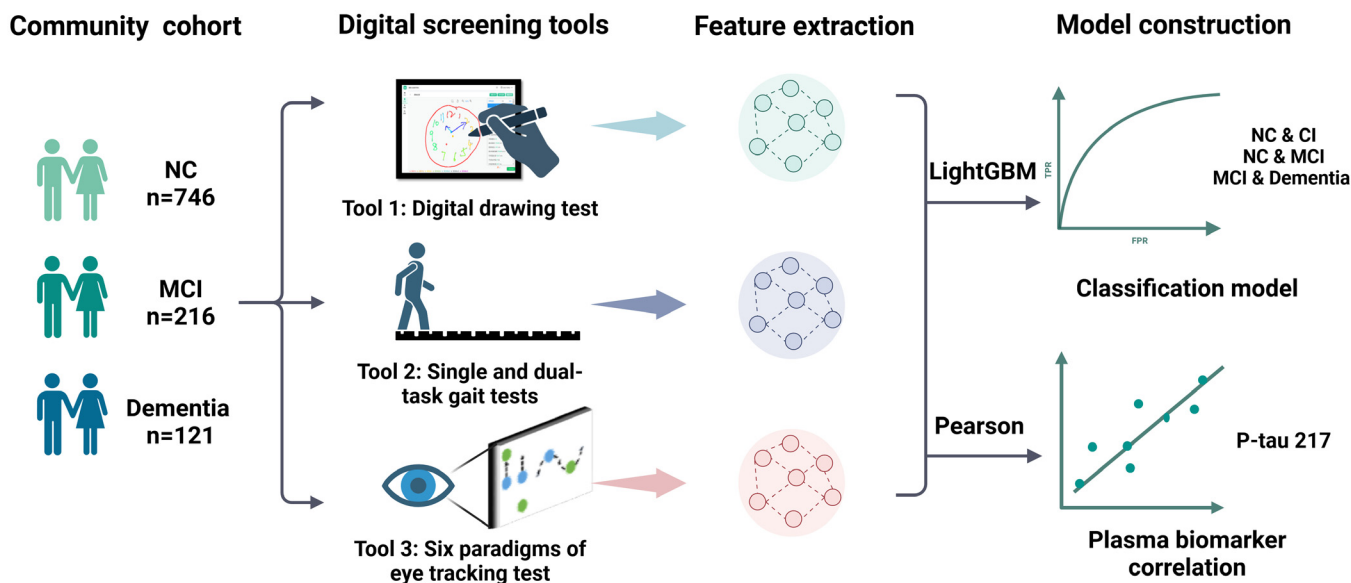 Community cohort
Digital screening tools
Feature extraction
Model construction
NC
n=746
MCI
n=216
Dementia
n=121
Tool 1: Digital drawing test
Tool 2: Single and dual-
task gait tests
Tool 3: Six paradigms of
eye tracking test
LightGBM
Pearson
TPR
FPR
NC & CI
NC & MCI
MCI & Dementia
Classification model
P-tau 217
Plasma biomarker
correlation